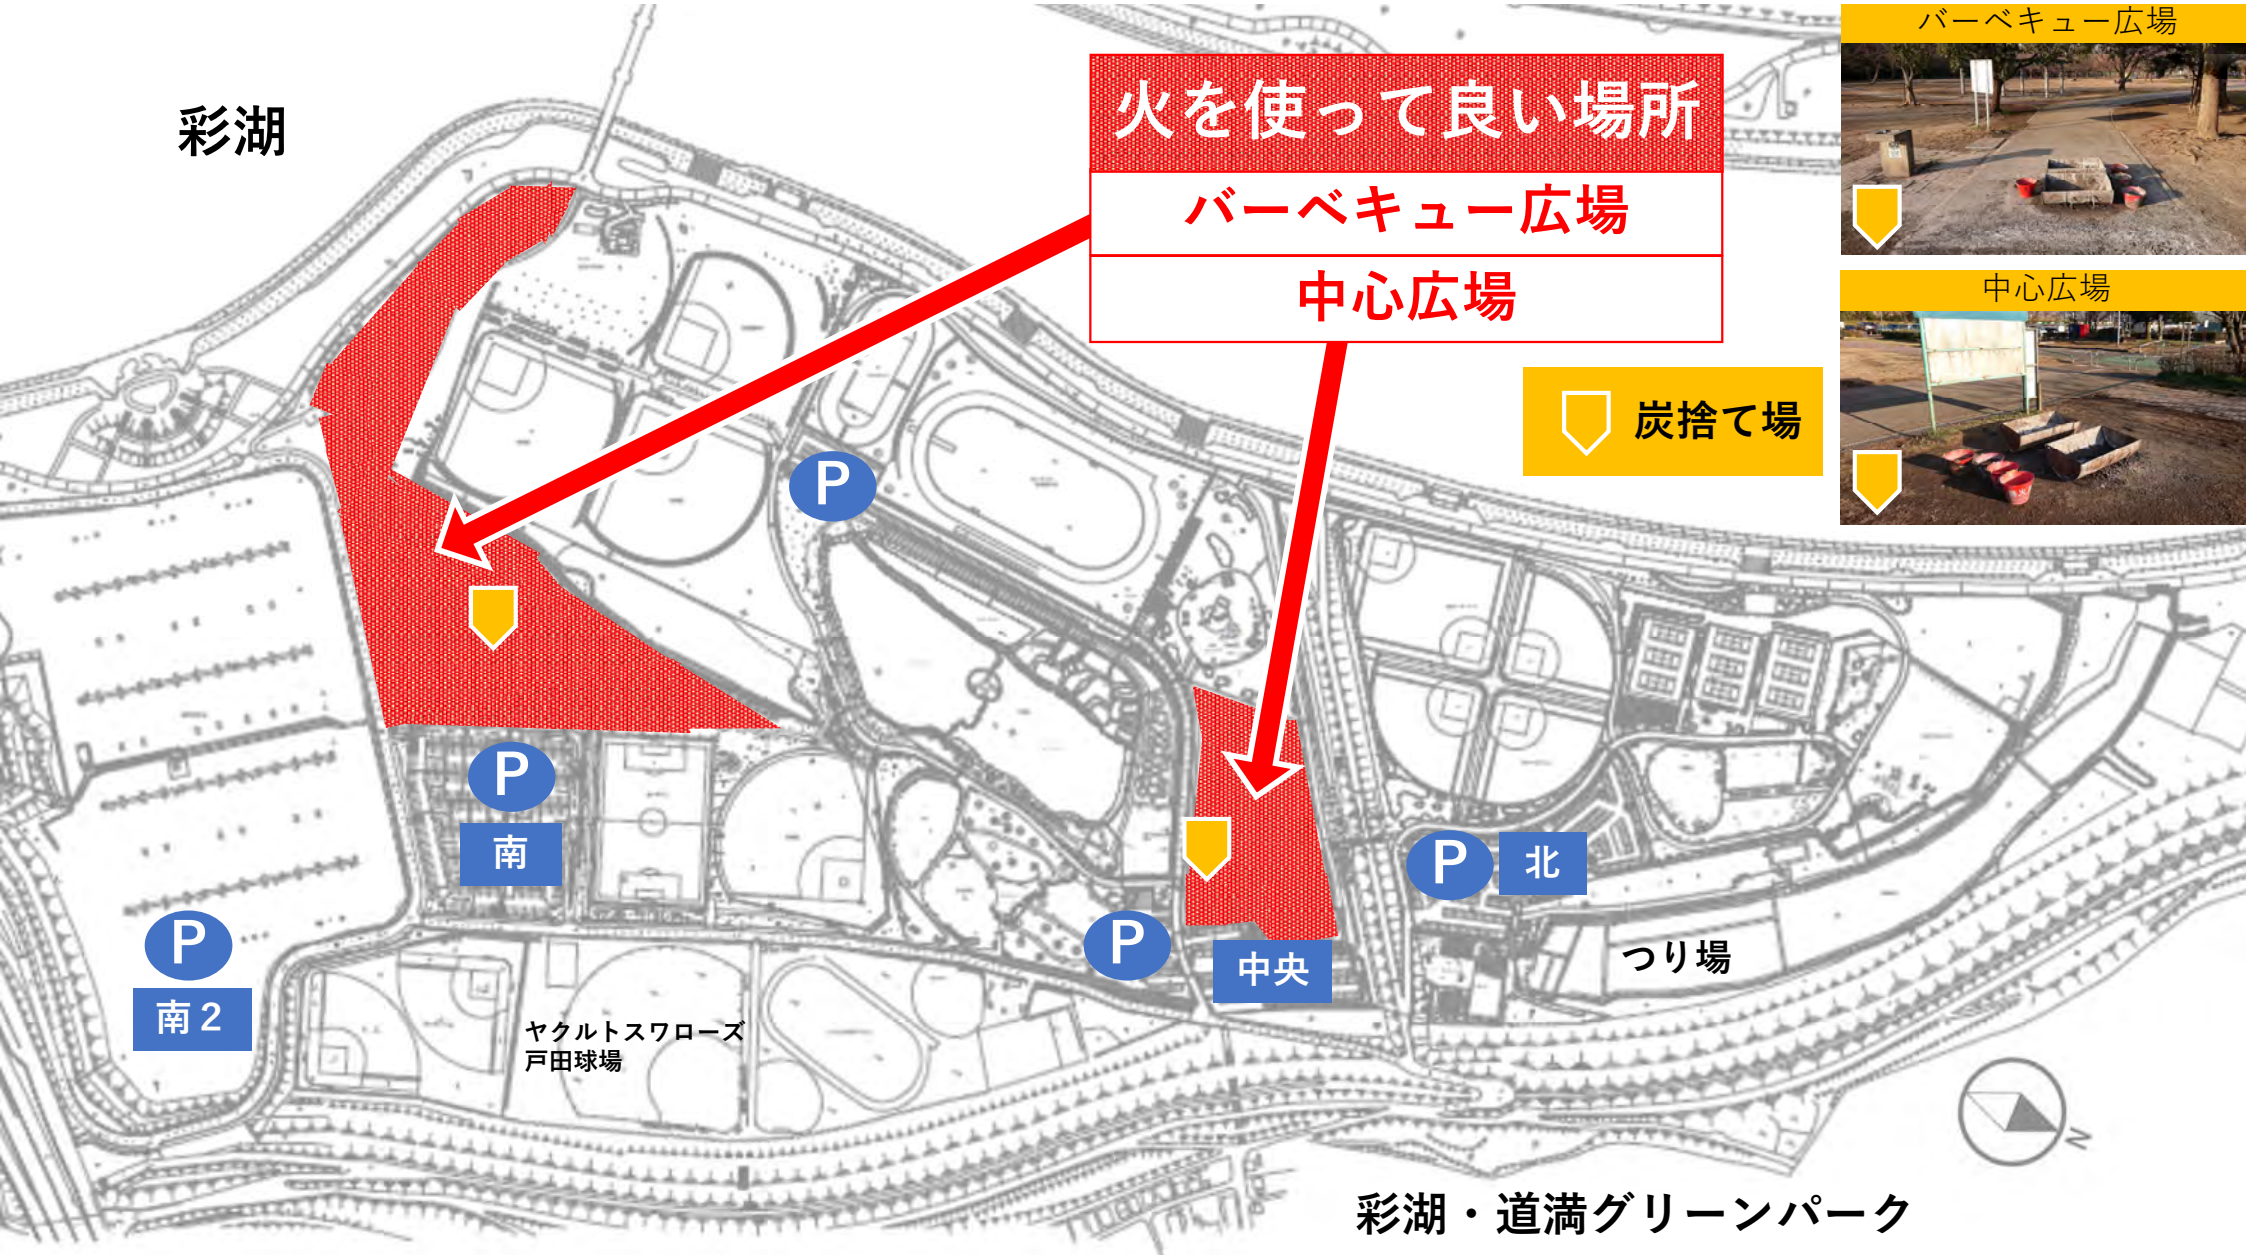 彩湖
火を使って良い場所
バーベキュー広場
中心広場
バーベキュー広場
中心広場
炭捨て場
P
P
南
P
南2
P
中央
P
北
つり場
ヤクルトスワローズ
戸田球場
N
彩湖・道満グリーンパーク